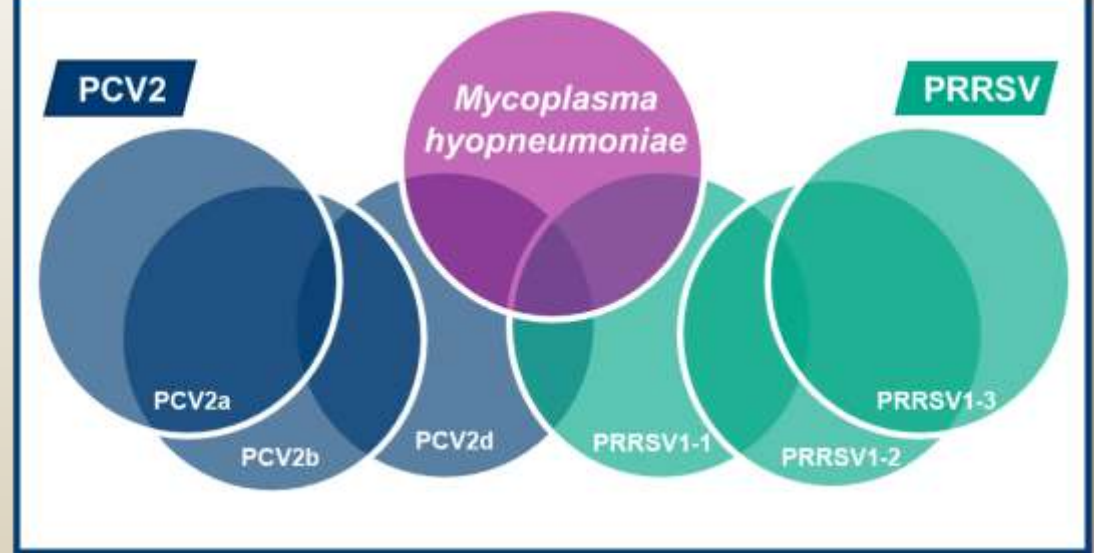 PCV2
Mycoplasma
hyopneumoniae
PRRSV
PCV2a
PCV2b
PCV2d
PRRSV1-1
PRRSV1-2
PRRSV1-3